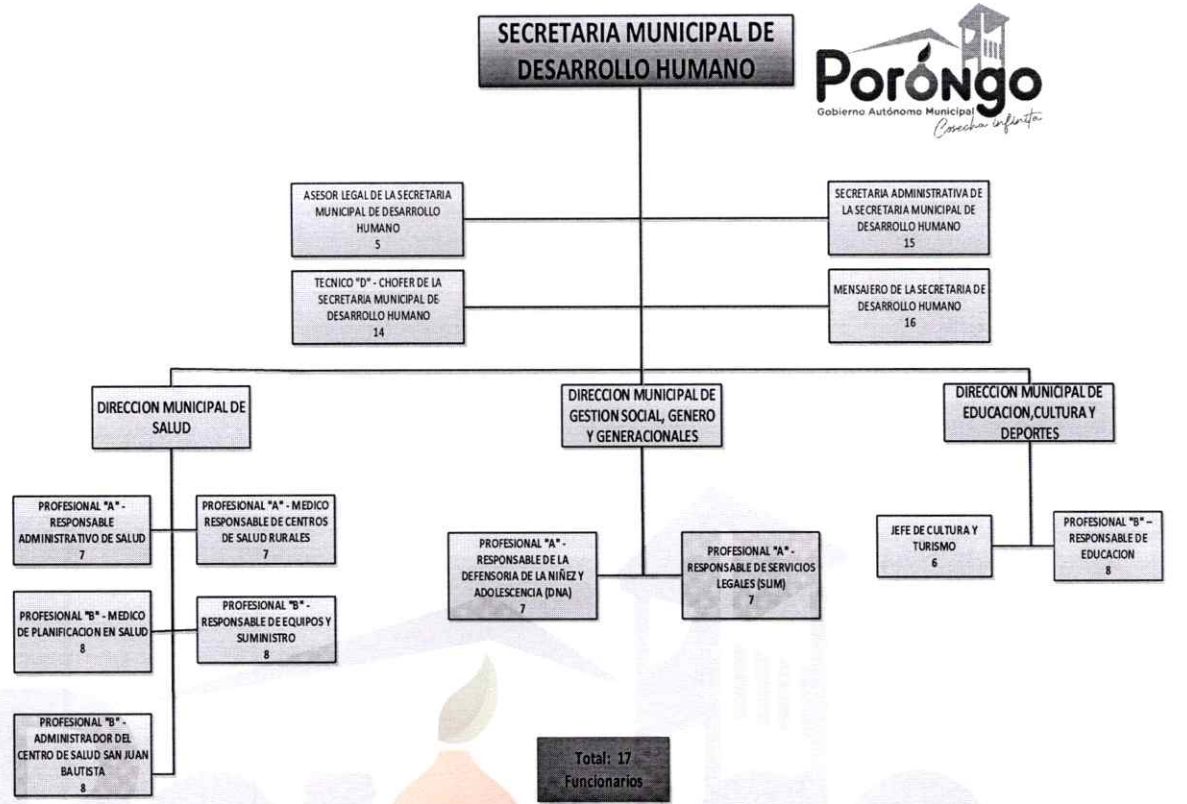 SECRETARIA MUNICIPAL DE
DESARROLLO HUMANO
Poróngo
Gobierno Autónomo Municipal
Cosecha infinita
ASESOR LEGAL DE LA SECRETARIA
MUNICIPAL DE DESARROLLO
HUMANO
5
SECRETARIA ADMINISTRATIVA DE
LA SECRETARIA MUNICIPAL DE
DESARROLLO HUMANO
15
TECNICO "D" - CHOFER DE LA
SECRETARIA MUNICIPAL DE
DESARROLLO HUMANO
14
MENSAJERO DE LA SECRETARIA DE
DESARROLLO HUMANO
16
DIRECCION MUNICIPAL DE
SALUD
DIRECCION MUNICIPAL DE
GESTION SOCIAL, GENERO
Y GENERACIONALES
DIRECCION MUNICIPAL DE
EDUCACION,CULTURA Y
DEPORTES
PROFESIONAL "A" -
RESPONSABLE
ADMINISTRATIVO DE SALUD
7
PROFESIONAL "A" - MEDICO
RESPONSABLE DE CENTROS
DE SALUD RURALES
7
PROFESIONAL "B" - MEDICO
DE PLANIFICACION EN SALUD
8
PROFESIONAL "B" -
RESPONSABLE DE EQUIPOS Y
SUMINISTRO
8
PROFESIONAL "B" -
ADMINISTRADOR DEL
CENTRO DE SALUD SAN JUAN
BAUTISTA
8
PROFESIONAL "A" -
RESPONSABLE DE LA
DEFENSORIA DE LA NIÑEZ Y
ADOLESCENCIA (DNA)
7
PROFESIONAL "A" -
RESPONSABLE DE SERVICIOS
LEGALES (SLIM)
7
JEFE DE CULTURA Y
TURISMO
6
PROFESIONAL "B" –
RESPONSABLE DE
EDUCACION
8
Total: 17
Funcionarios